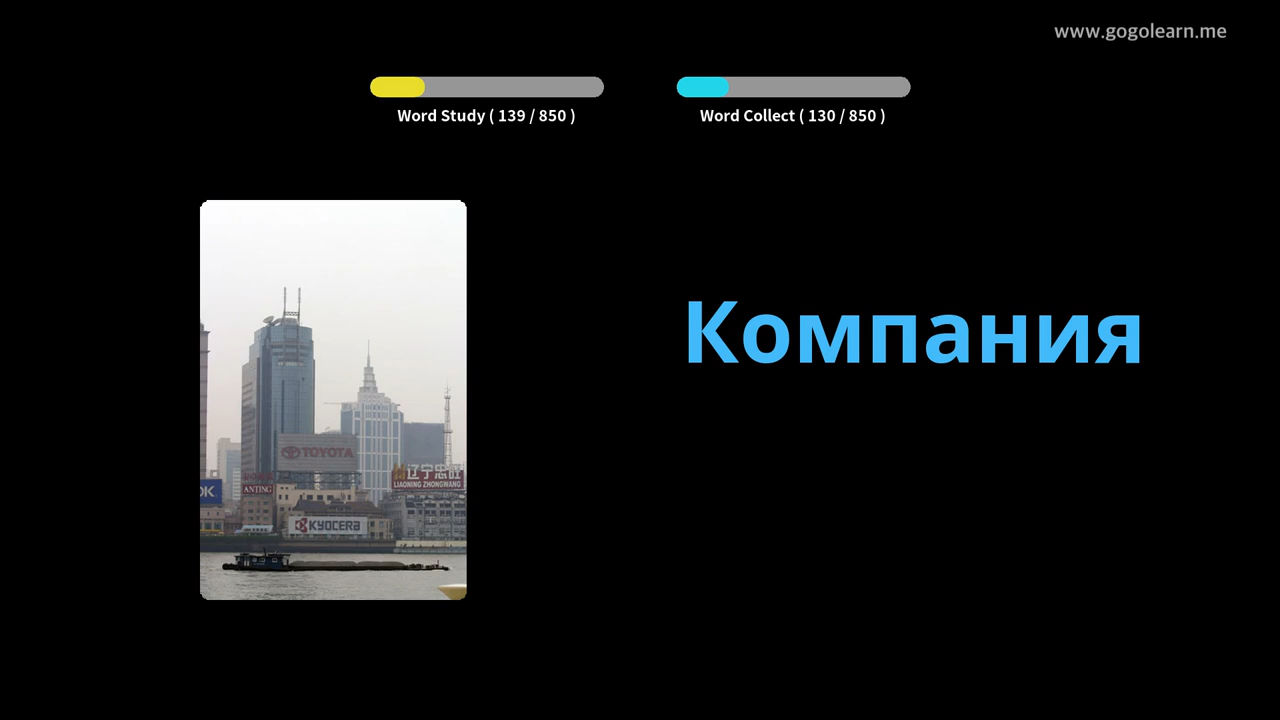 www.gogolearn.me
Word Study ( 139 / 850 )
Word Collect ( 130 / 850 )
Компания
TOYOTA
辽宁忠旺
LIAONING ZHONGWANG
OK
ANTING
KYOCERA